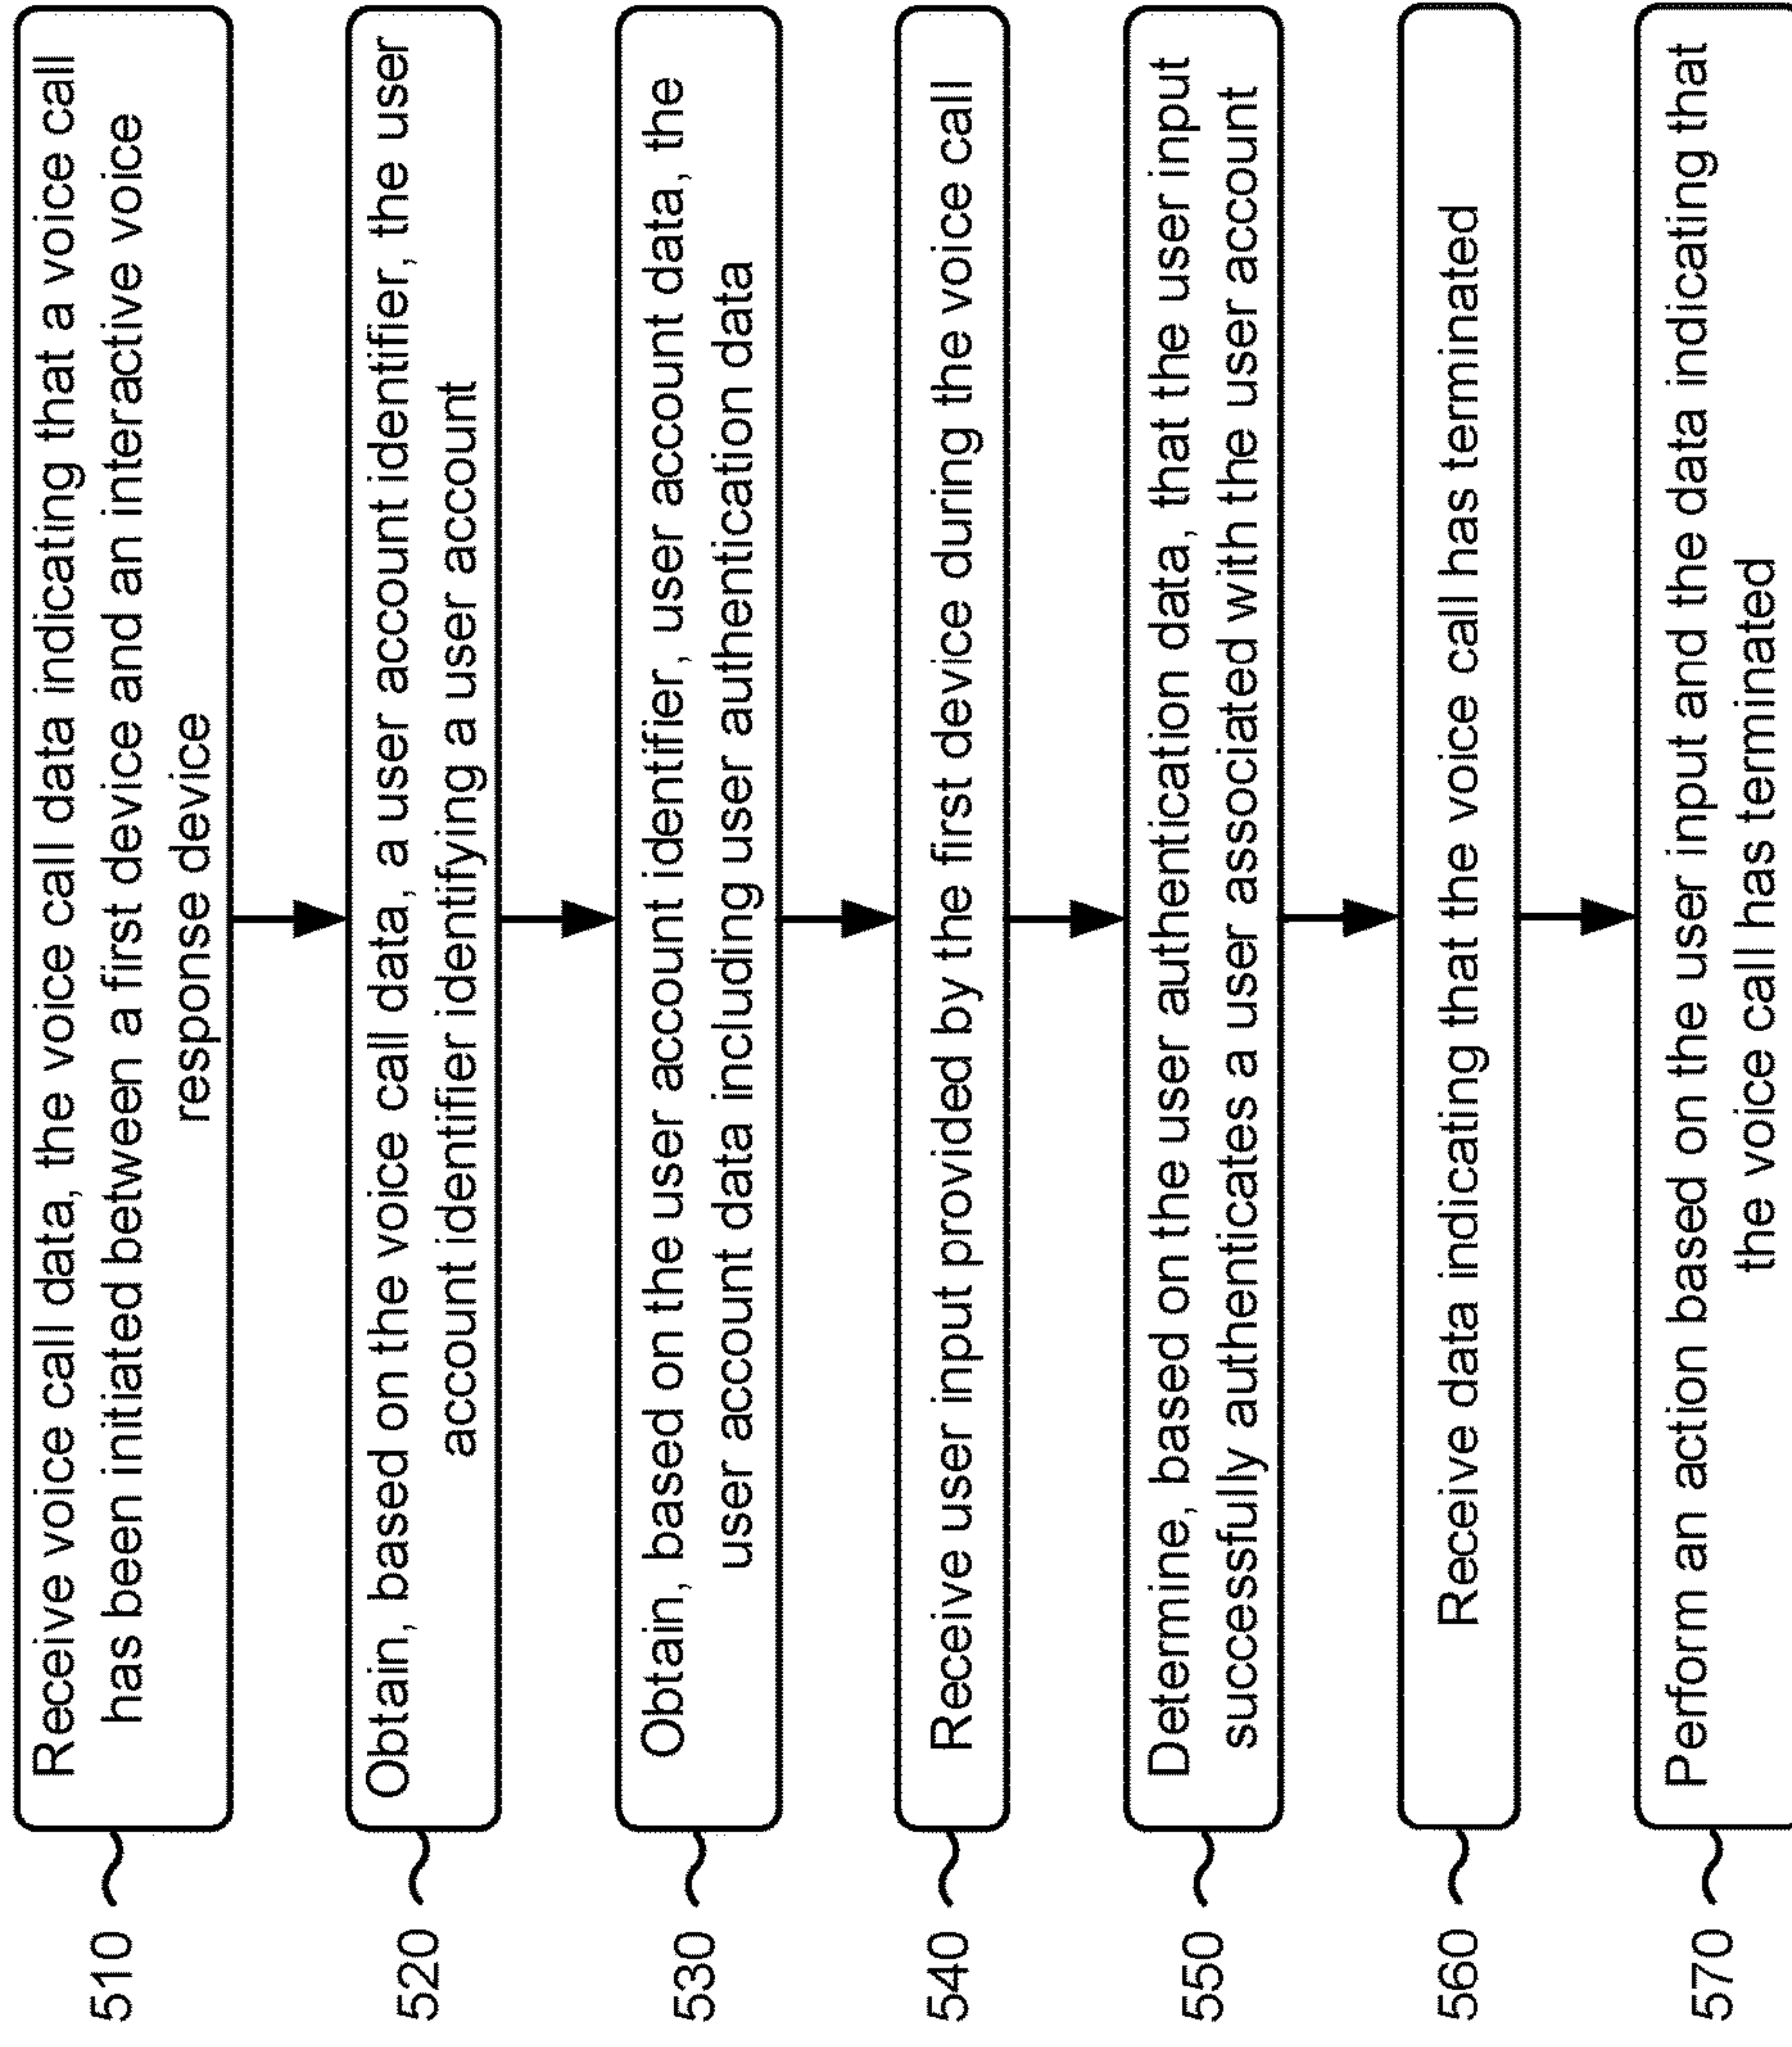 510
Receive voice call data, the voice call data indicating that a voice call
has been initiated between a first device and an interactive voice
response device
520
Obtain, based on the voice call data, a user account identifier, the user
account identifier identifying a user account
530
Obtain, based on the user account identifier, user account data, the
user account data including user authentication data
540
Receive user input provided by the first device during the voice call
550
Determine, based on the user authentication data, that the user input
successfully authenticates a user associated with the user account
560
Receive data indicating that the voice call has terminated
570
Perform an action based on the user input and the data indicating that
the voice call has terminated